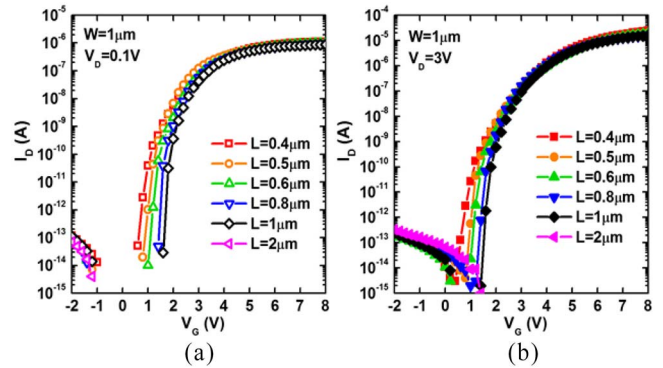 (a)
W=1μm
V_D=0.1V
I_D (A)
10^-5
10^-6
10^-7
10^-8
10^-9
10^-10
10^-11
10^-12
10^-13
10^-14
10^-15
L=0.4μm
L=0.5μm
L=0.6μm
L=0.8μm
L=1μm
L=2μm
-2 -1 0 1 2 3 4 5 6 7 8
V_G (V)
(a)
(b)
W=1μm
V_D=3V
I_D (A)
10^-4
10^-5
10^-6
10^-7
10^-8
10^-9
10^-10
10^-11
10^-12
10^-13
10^-14
10^-15
L=0.4μm
L=0.5μm
L=0.6μm
L=0.8μm
L=1μm
L=2μm
-2 -1 0 1 2 3 4 5 6 7 8
V_G (V)
(b)